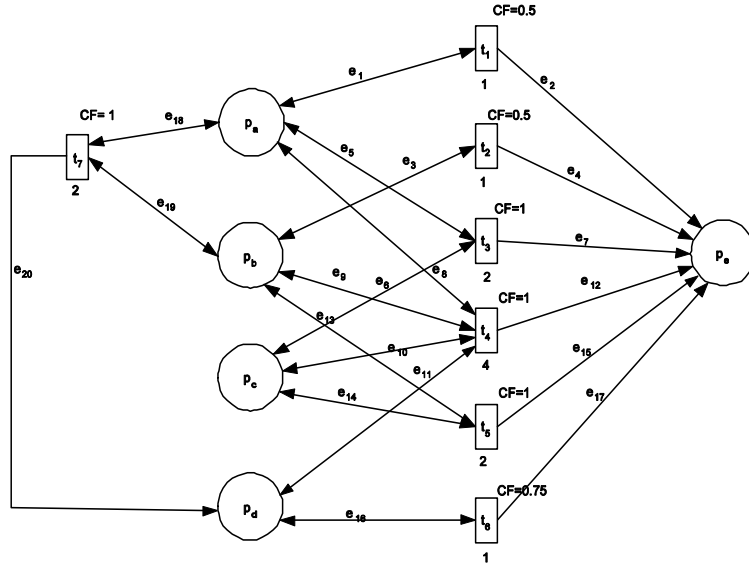 CF=0.5
t1
1
e1
e2
CF= 1
e18
pa
t7
2
CF=0.5
t2
1
e5
e3
e4
CF=1
t3
2
e7
pe
e19
pb
e20
e9
e6
e8
CF=1
e12
e13
t4
4
e10
e11
pc
e14
CF=1
t5
2
e15
e17
CF=0.75
pd
e16
t6
1